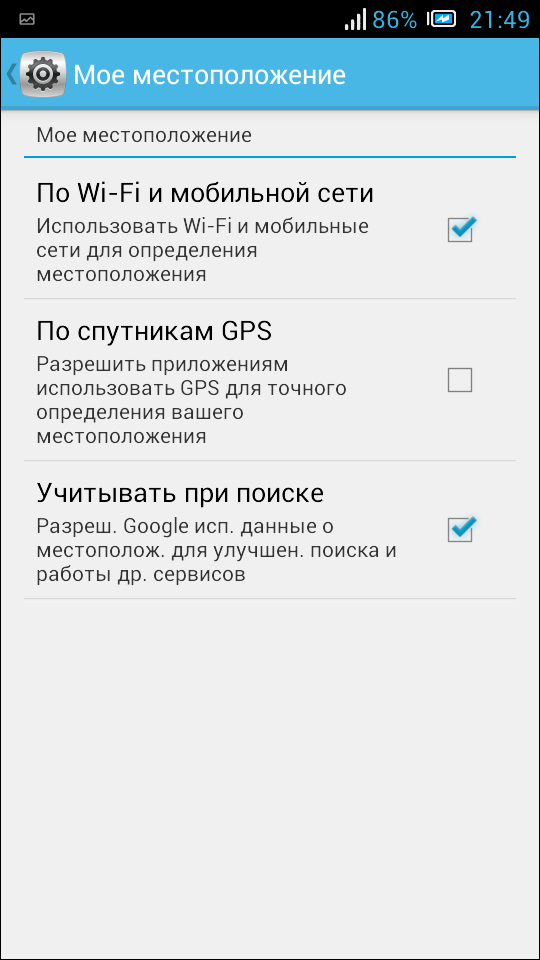 86% 21:49
Мое местоположение
Мое местоположение
По Wi-Fi и мобильной сети
Использовать Wi-Fi и мобильные
сети для определения
местоположения
По спутникам GPS
Разрешить приложениям
использовать GPS для точного
определения вашего
местоположения
Учитывать при поиске
Разреш. Google исп. данные о
местополож. для улучшен. поиска и
работы др. сервисов